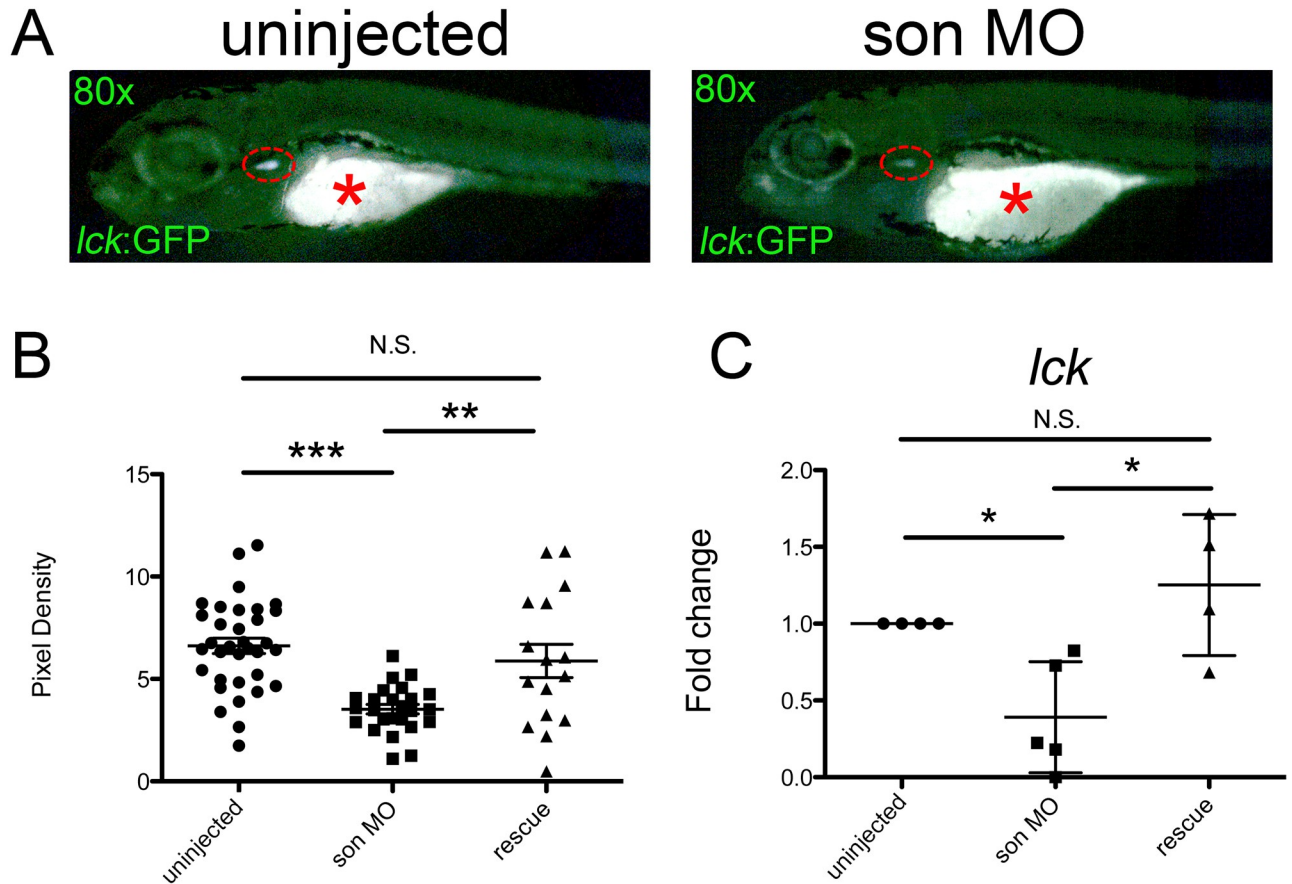 A
uninjected
son MO
80x
80x
*
*
lck:GFP
lck:GFP
B
N.S.
**
***
15
10
5
0
Pixel Density
uninjected
son MO
rescue
C
lck
N.S.
*
*
2.0
1.5
1.0
0.5
0.0
Fold change
uninjected
son MO
rescue